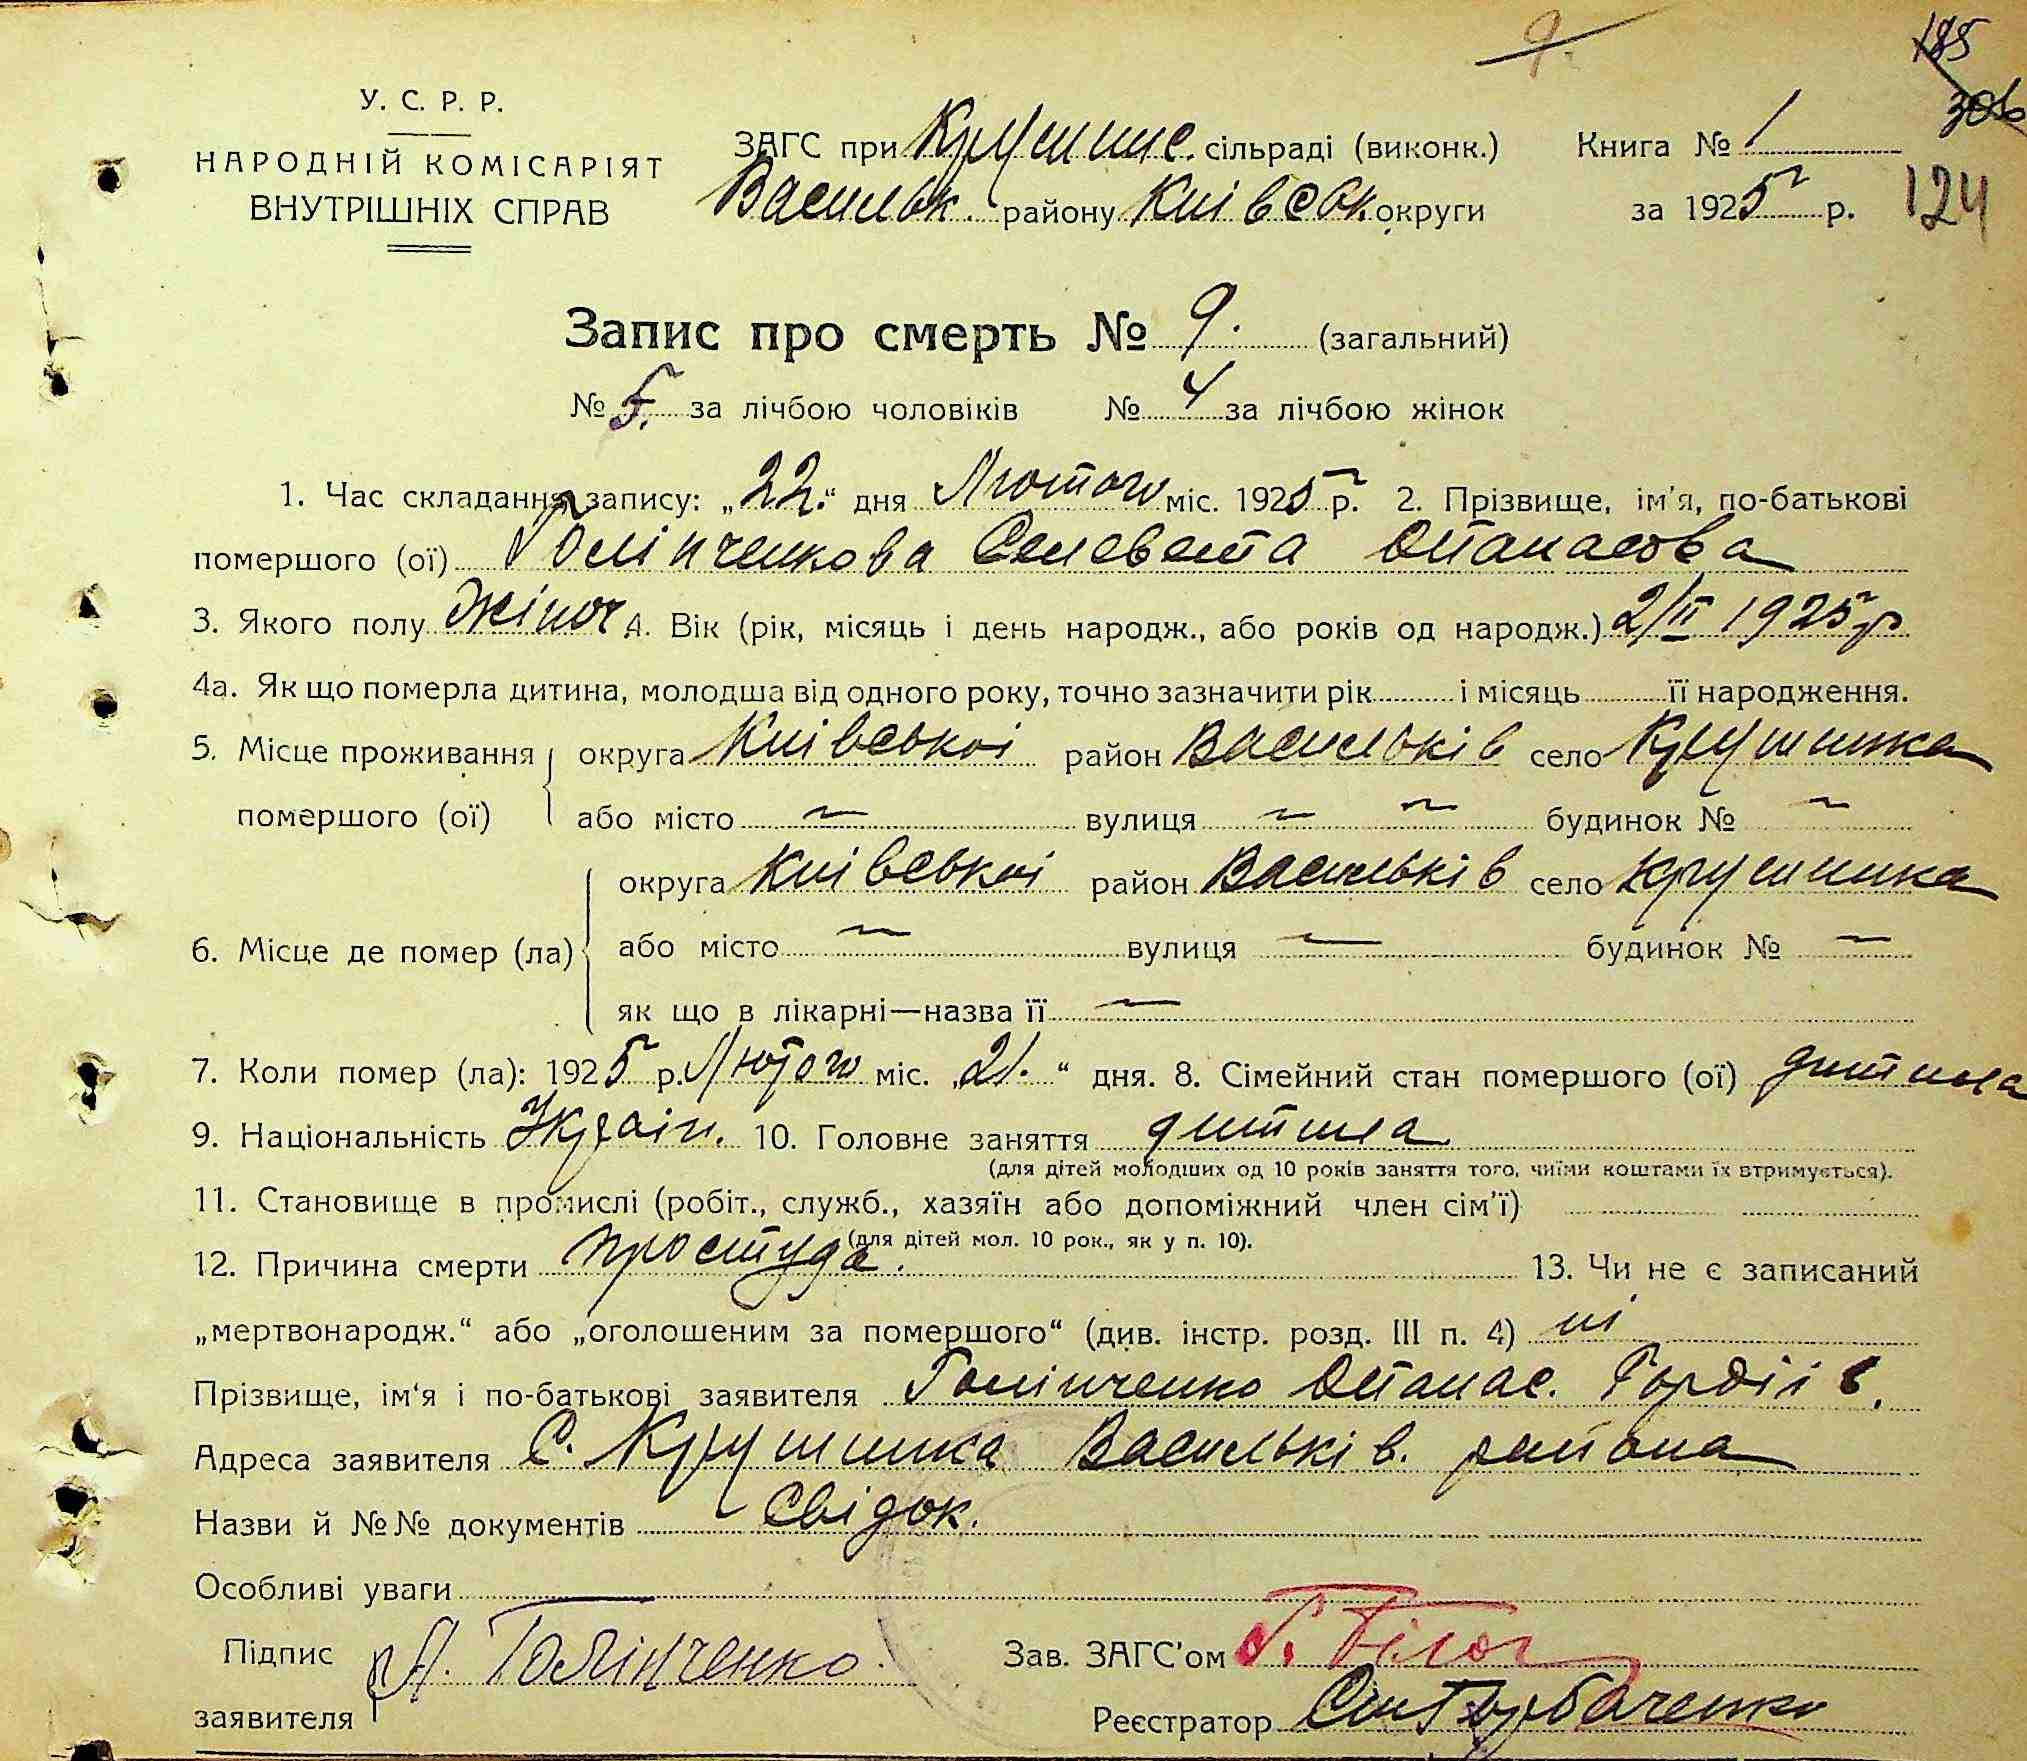 9.
185
306
У. С. Р. Р.
НАРОДНІЙ КОМІСАРІЯТ
ВНУТРІШНІХ СПРАВ
ЗАГС при Крушинс. сільраді (виконк.)
Васильк. району Київськ. округи
Книга № 1
за 1925 р.
124
Запис про смерть № 9. (загальний)
№ 5. за лічбою чоловіків № 4 за лічбою жінок
1. Час складання запису: „22.“ дня Лютого міс. 1925 р. 2. Прізвище, ім'я, по-батькові
помершого (ої) Голінченкова Опанасова
3. Якого полу жіноч 4. Вік (рік, місяць і день народж., або років од народж.) 2/II 1925 р
4а. Як що померла дитина, молодша від одного року, точно зазначити рік і місяць її народження.
5. Місце проживання помершого (ої) округа Київської район Васильків село Крушинка
або місто — вулиця — — будинок № —
6. Місце де помер (ла) округа Київської район Васильків село Крушинка
або місто — вулиця — будинок № —
як що в лікарні—назва її —
7. Коли помер (ла): 1925 р. Лютого міс. „21.“ дня. 8. Сімейний стан помершого (ої) дитина
9. Національність Украін. 10. Головне заняття дитина
(для дітей молодших од 10 років заняття того, чиїми коштами їх втримується).
11. Становище в промислі (робіт., служб., хазяїн або допоміжний член сім'ї)
(для дітей мол. 10 рок., як у п. 10).
12. Причина смерти простуда. 13. Чи не є записаний
„мертвонародж.“ або „оголошеним за помершого“ (див. інстр. розд. III п. 4) ні
Прізвище, ім'я і по-батькові заявителя Голінченко Опанас. Гордіів.
Адреса заявителя С. Крушинка Васильків. района
Назви й №№ документів Свідок.
Особливі уваги
Підпис заявителя А. Голінченко.
Зав. ЗАГС'ом Г. Білог
Реєстратор Горбаченко